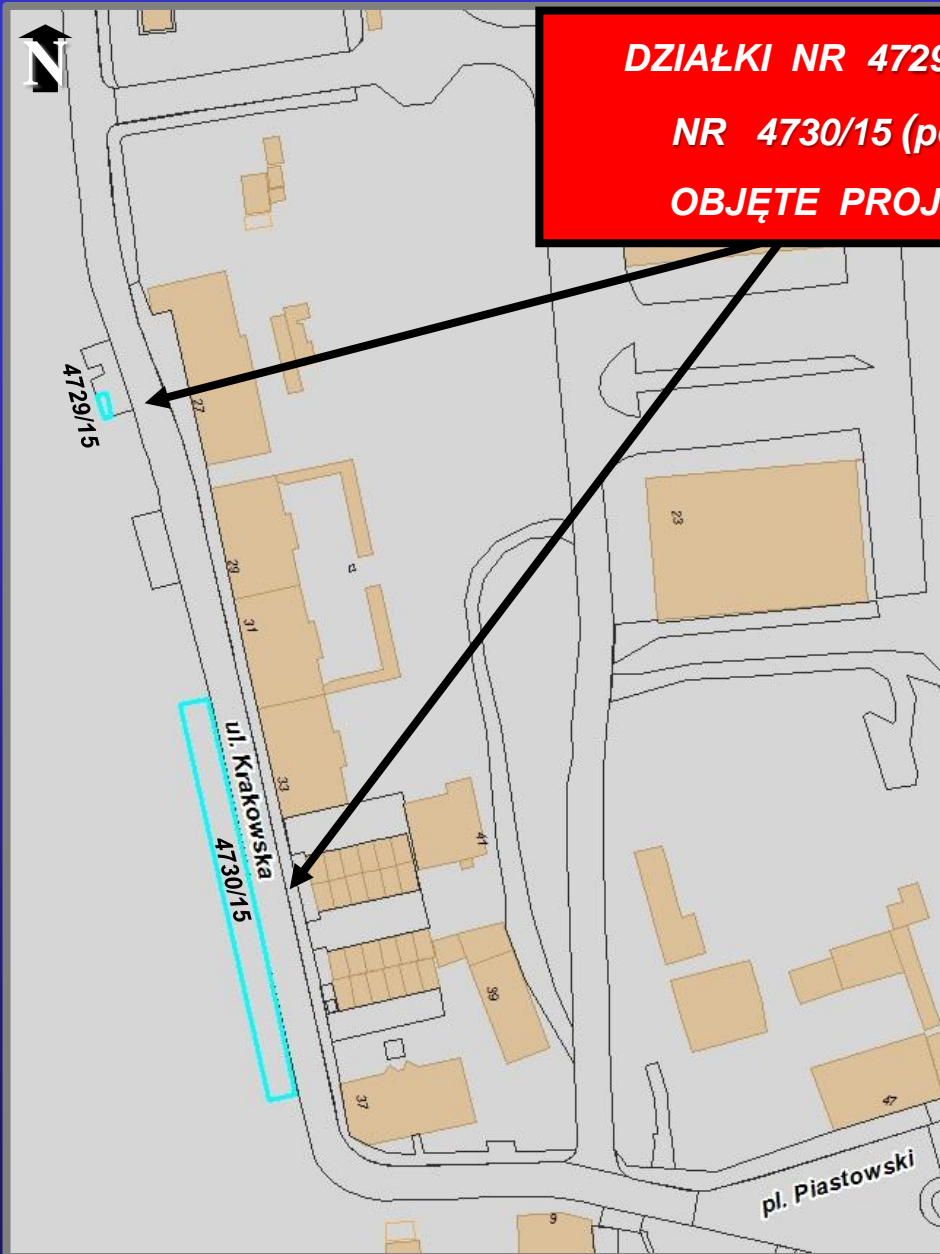 N
DZIAŁKI NR 4729
NR 4730/15
OBJĘTE PROJ
4729/15
27
23
29
31
ul. Krakowska
33
4730/15
41
39
37
47
pl. Piastowski
9